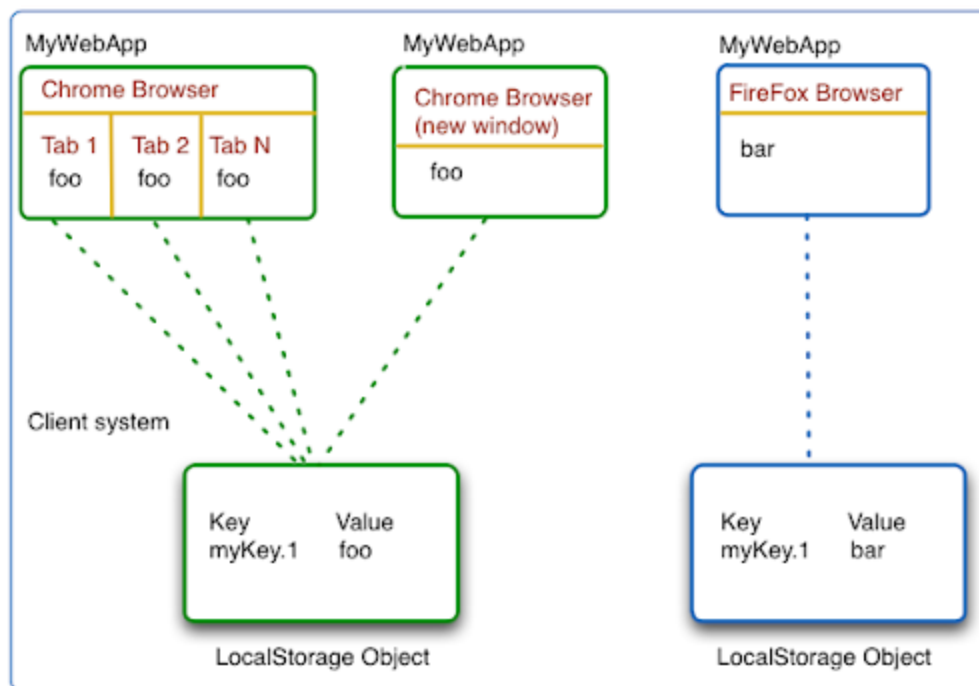 MyWebApp
Chrome Browser
Tab 1 Tab 2 Tab N
foo foo foo
MyWebApp
Chrome Browser
(new window)
foo
MyWebApp
FireFox Browser
bar
Client system
Key Value
myKey.1 foo
LocalStorage Object
Key Value
myKey.1 bar
LocalStorage Object